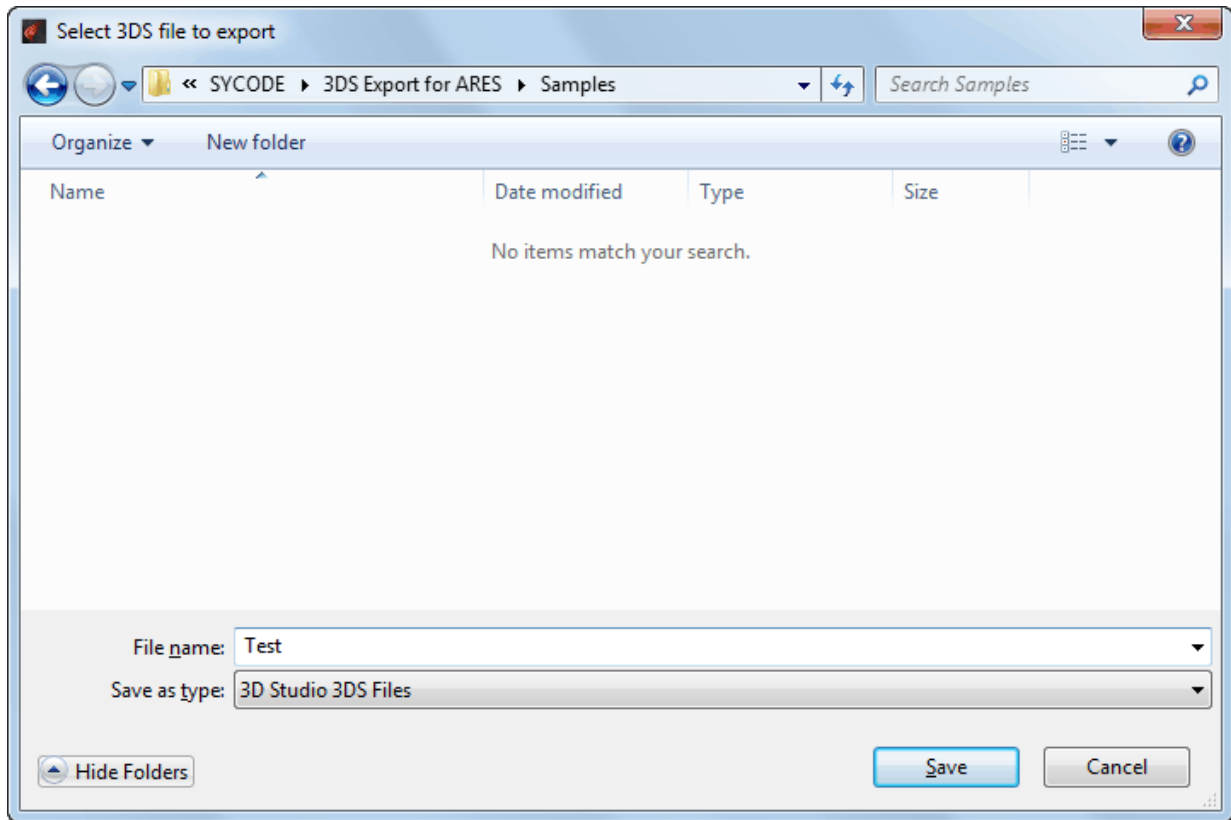 Select 3DS file to export
« SYCODE ▸ 3DS Export for ARES ▸ Samples Search Samples
Organize New folder
Name Date modified Type Size
No items match your search.
File name: Test
Save as type: 3D Studio 3DS Files
Hide Folders Save Cancel